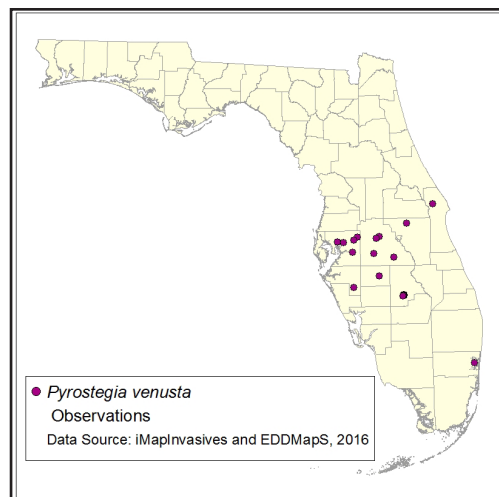 Pyrostegia venusta
Observations
Data Source: iMapInvasives and EDDMapS, 2016